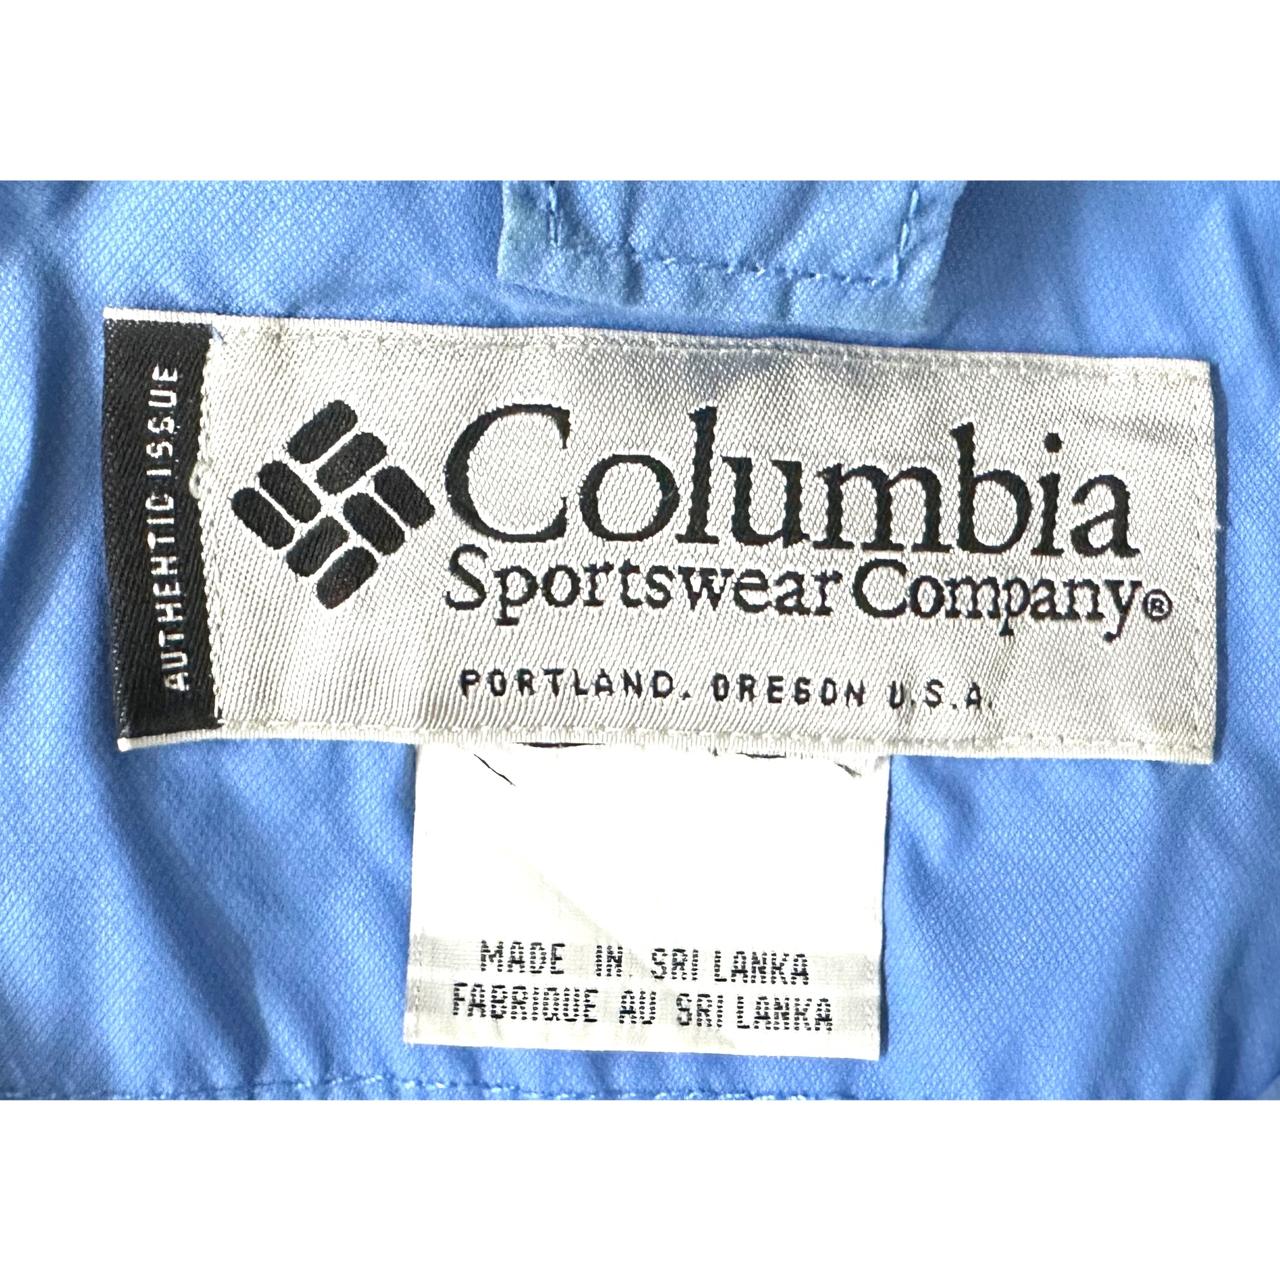 AUTHENTIC ISSUE
Columbia
Sportswear Company®
PORTLAND, OREGON U.S.A.
MADE IN SRI LANKA
FABRIQUE AU SRI LANKA